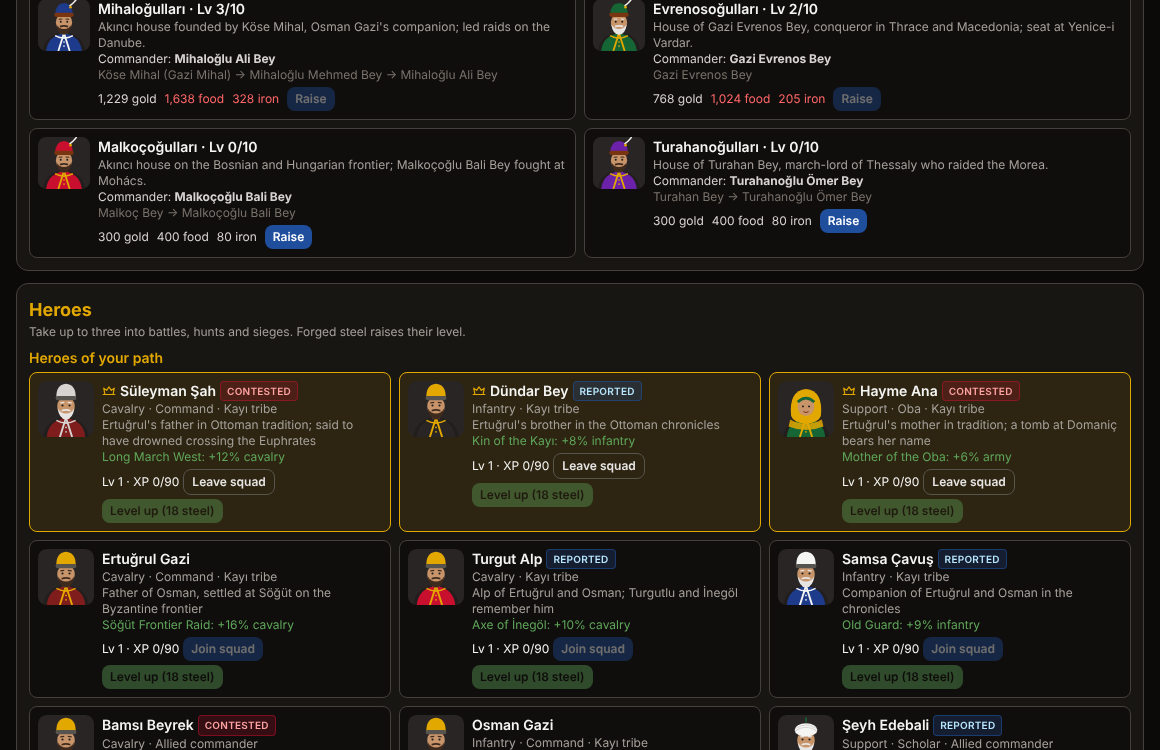 Mihaloğulları · Lv 3/10
Akıncı house founded by Köse Mihal, Osman Gazi's companion; led raids on the
Danube.
Commander: Mihaloğlu Ali Bey
Köse Mihal (Gazi Mihal) → Mihaloğlu Mehmed Bey → Mihaloğlu Ali Bey
1,229 gold 1,638 food 328 iron Raise
Evrenosoğulları · Lv 2/10
House of Gazi Evrenos Bey, conqueror in Thrace and Macedonia; seat at Yenice-i
Vardar.
Commander: Gazi Evrenos Bey
Gazi Evrenos Bey
768 gold 1,024 food 205 iron Raise
Malkoçoğulları · Lv 0/10
Akıncı house on the Bosnian and Hungarian frontier; Malkoçoğlu Bali Bey fought at
Mohács.
Commander: Malkoçoğlu Bali Bey
Malkoç Bey → Malkoçoğlu Bali Bey
300 gold 400 food 80 iron Raise
Turahanoğulları · Lv 0/10
House of Turahan Bey, march-lord of Thessaly who raided the Morea.
Commander: Turahanoğlu Ömer Bey
Turahan Bey → Turahanoğlu Ömer Bey
300 gold 400 food 80 iron Raise
Heroes
Take up to three into battles, hunts and sieges. Forged steel raises their level.
Heroes of your path
Süleyman Şah CONTESTED
Cavalry · Command · Kayı tribe
Ertuğrul's father in Ottoman tradition; said to
have drowned crossing the Euphrates
Long March West: +12% cavalry
Lv 1 · XP 0/90 Leave squad
Level up (18 steel)
Dündar Bey REPORTED
Infantry · Kayı tribe
Ertuğrul's brother in the Ottoman chronicles
Kin of the Kayı: +8% infantry
Lv 1 · XP 0/90 Leave squad
Level up (18 steel)
Hayme Ana CONTESTED
Support · Oba · Kayı tribe
Ertuğrul's mother in tradition; a tomb at Domaniç
bears her name
Mother of the Oba: +6% army
Lv 1 · XP 0/90 Leave squad
Level up (18 steel)
Ertuğrul Gazi
Cavalry · Command · Kayı tribe
Father of Osman, settled at Söğüt on the
Byzantine frontier
Söğüt Frontier Raid: +16% cavalry
Lv 1 · XP 0/90 Join squad
Level up (18 steel)
Turgut Alp REPORTED
Cavalry · Kayı tribe
Alp of Ertuğrul and Osman; Turgutlu and İnegöl
remember him
Axe of İnegöl: +10% cavalry
Lv 1 · XP 0/90 Join squad
Level up (18 steel)
Samsa Çavuş REPORTED
Infantry · Kayı tribe
Companion of Ertuğrul and Osman in the
chronicles
Old Guard: +9% infantry
Lv 1 · XP 0/90 Join squad
Level up (18 steel)
Bamsı Beyrek CONTESTED
Cavalry · Allied commander
Osman Gazi
Infantry · Command · Kayı tribe
Şeyh Edebali REPORTED
Support · Scholar · Allied commander